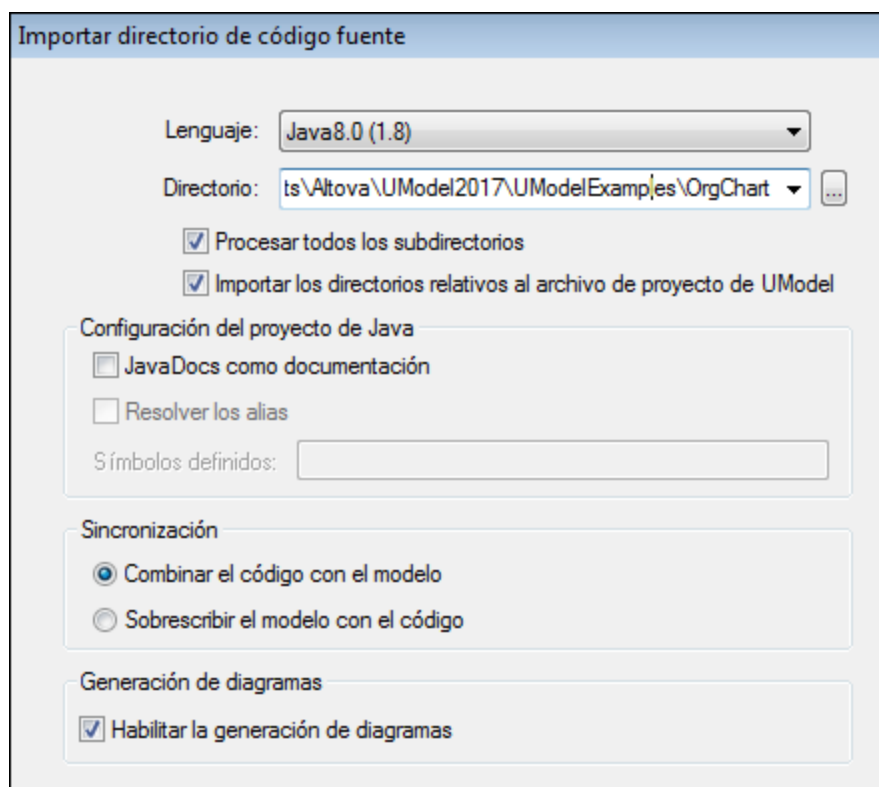 Importar directorio de código fuente
Lenguaje: Java8.0 (1.8)
Directorio: ts\Altova\UModel2017\UModelExamples\OrgChart ...
Procesar todos los subdirectorios
Importar los directorios relativos al archivo de proyecto de UModel
Configuración del proyecto de Java
JavaDocs como documentación
Resolver los alias
Símbolos definidos:
Sincronización
Combinar el código con el modelo
Sobrescribir el modelo con el código
Generación de diagramas
Habilitar la generación de diagramas